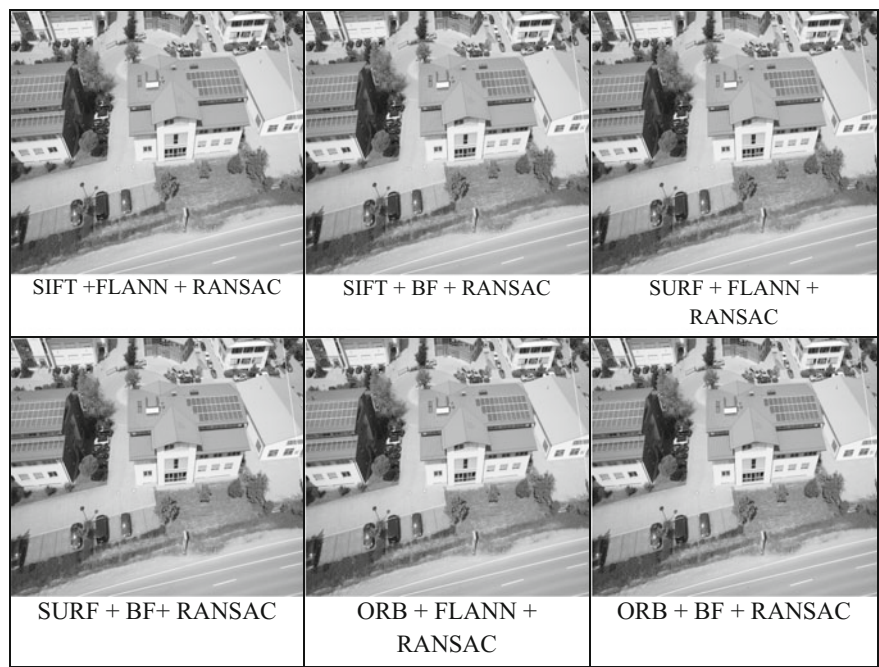 SIFT +FLANN + RANSAC
SIFT + BF + RANSAC
SURF + FLANN +
RANSAC
SURF + BF+ RANSAC
ORB + FLANN +
RANSAC
ORB + BF + RANSAC